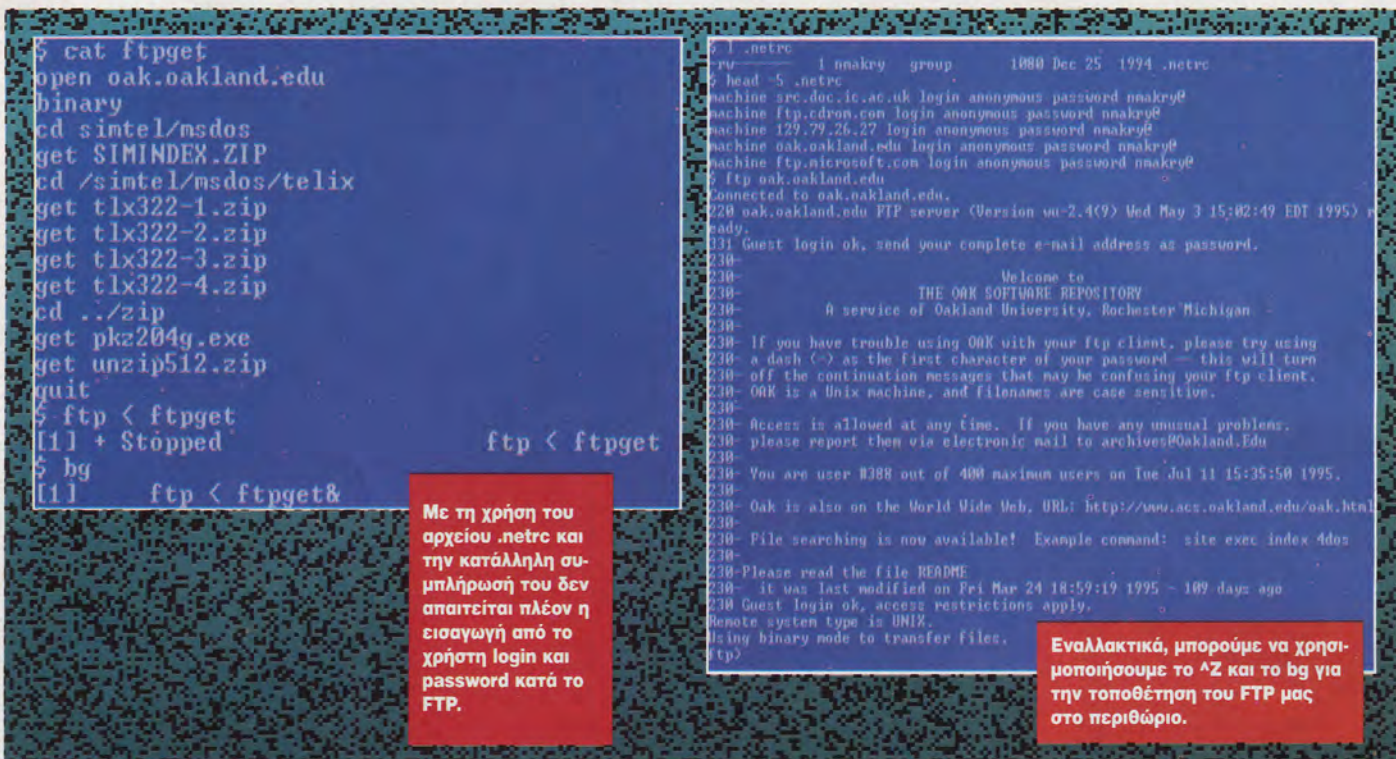 $ cat ftpget
open oak.oakland.edu
binary
cd simtel/msdos
get SIMINDEX.ZIP
cd /simtel/msdos/telix
get tlx322-1.zip
get tlx322-2.zip
get tlx322-3.zip
get tlx322-4.zip
cd ../zip
get pkz204g.exe
get unzip512.zip
quit
$ ftp < ftpget
[1] + Stopped ftp < ftpget
$ bg
[1] ftp < ftpget&
Με τη χρήση του
αρχείου .netrc και
την κατάλληλη συ-
μπλήρωσή του δεν
απαιτείται πλέον η
εισαγωγή από το
χρήστη login και
password κατά το
FTP.
$ l .netrc
-rw------- 1 nmakry group 1080 Dec 25 1994 .netrc
$ head -5 .netrc
machine src.doc.ic.ac.uk login anonymous password nmakry@
machine ftp.cdrom.com login anonymous password nmakry@
machine 129.79.26.27 login anonymous password nmakry@
machine oak.oakland.edu login anonymous password nmakry@
machine ftp.microsoft.com login anonymous password nmakry@
$ ftp oak.oakland.edu
Connected to oak.oakland.edu.
220 oak.oakland.edu FTP server (Version wu-2.4(9) Wed May 3 15:02:49 EDT 1995) r
eady.
331 Guest login ok, send your complete e-mail address as password.
230-
230- Welcome to
230- THE OAK SOFTWARE REPOSITORY
230- A service of Oakland University, Rochester Michigan
230-
230- If you have trouble using OAK with your ftp client, please try using
230- a dash (-) as the first character of your password -- this will turn
230- off the continuation messages that may be confusing your ftp client.
230- OAK is a Unix machine, and filenames are case sensitive.
230-
230- Access is allowed at any time. If you have any unusual problems,
230- please report them via electronic mail to archives@Oakland.Edu
230-
230- You are user #388 out of 400 maximum users on Tue Jul 11 15:35:50 1995.
230-
230- Oak is also on the World Wide Web, URL: http://www.acs.oakland.edu/oak.html
230-
230- File searching is now available! Example command: site exec index 4dos
230-
230-Please read the file README
230- it was last modified on Fri Mar 24 18:59:19 1995 - 109 days ago
230 Guest login ok, access restrictions apply.
Remote system type is UNIX.
Using binary mode to transfer files.
ftp>
Εναλλακτικά, μπορούμε να χρησι-
μοποιήσουμε το ^Z και το bg για
την τοποθέτηση του FTP μας
στο περιθώριο.